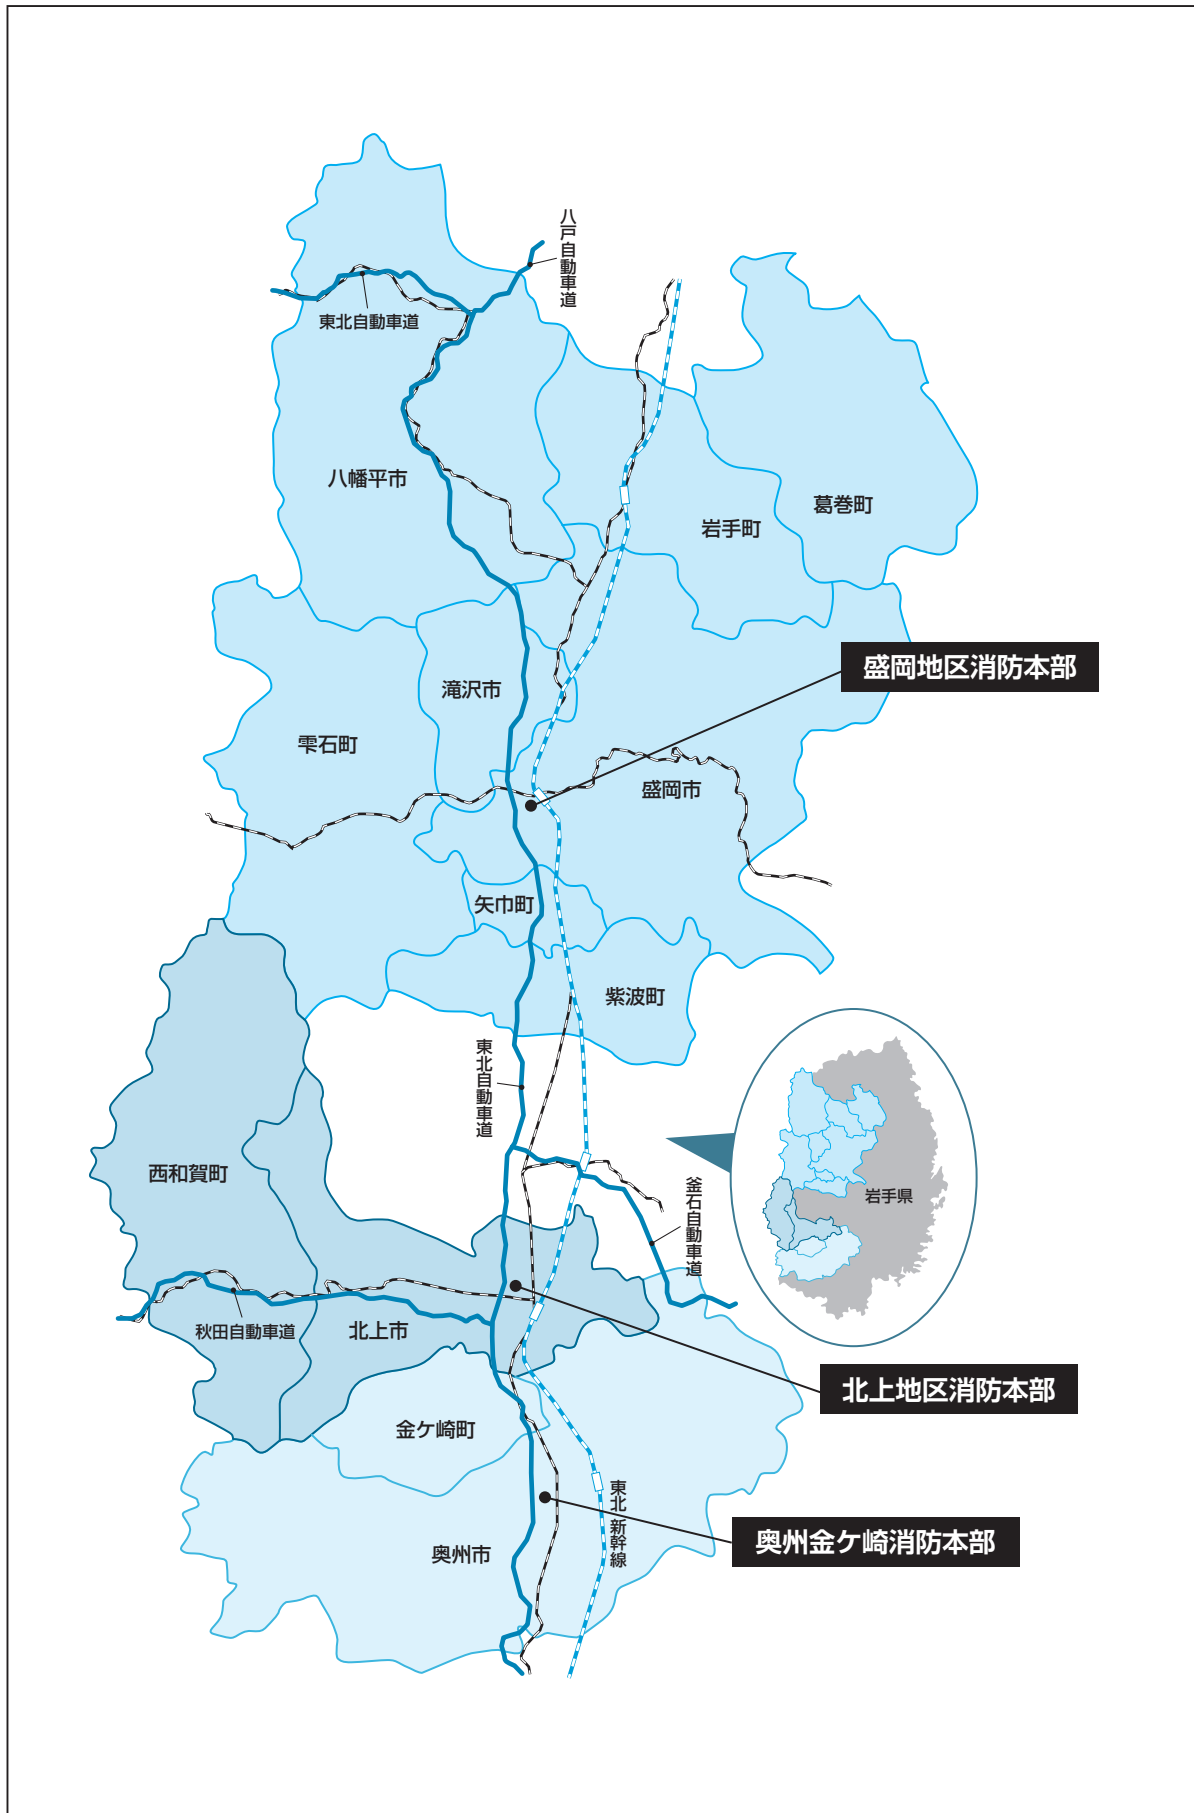 八戸自動車道
東北自動車道
八幡平市
葛巻町
岩手町
盛岡地区消防本部
滝沢市
雫石町
盛岡市
矢巾町
紫波町
東北自動車道
西和賀町
釜石自動車道
岩手県
秋田自動車道
北上市
北上地区消防本部
金ケ崎町
東北新幹線
奥州金ケ崎消防本部
奥州市